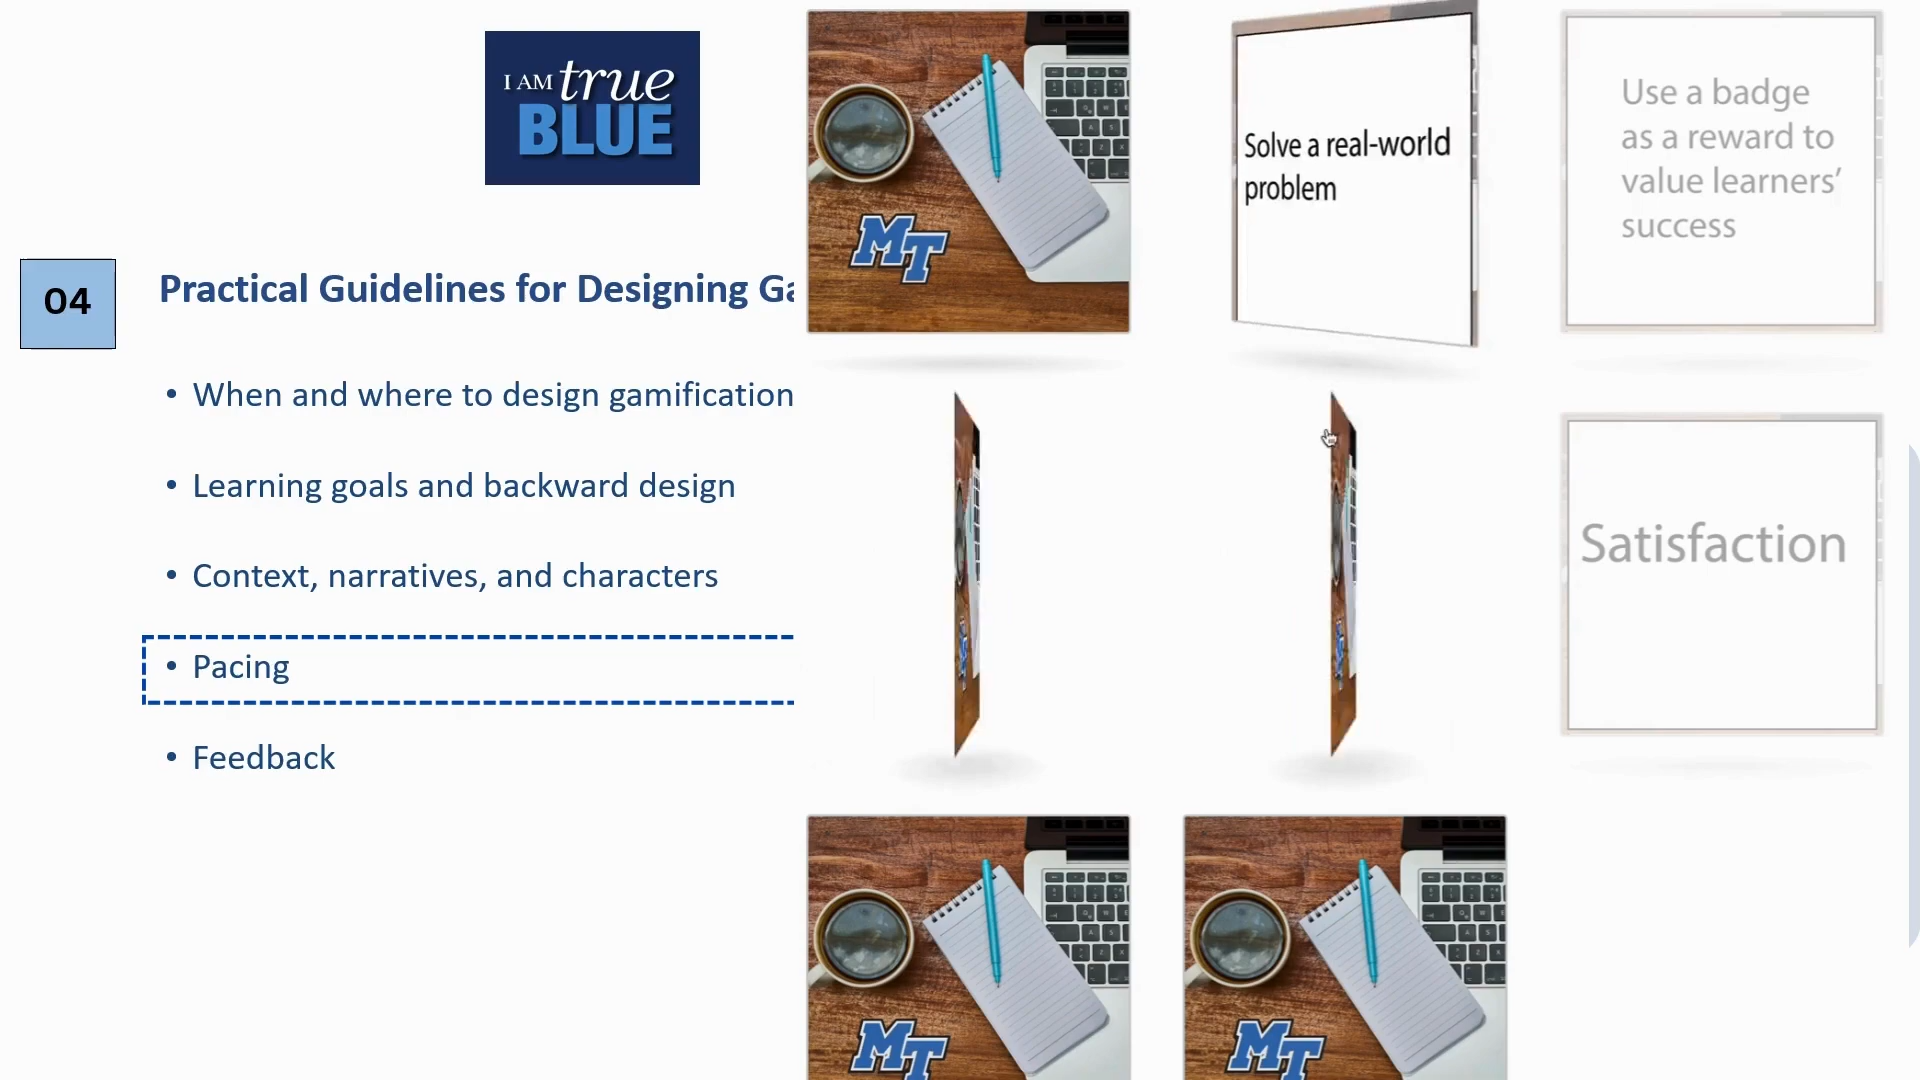 I AM true
BLUE
04
Practical Guidelines for Designing
• When and where to design gamification
• Learning goals and backward design
• Context, narratives, and characters
• Pacing
• Feedback
MT
Solve a real-world
problem
Use a badge
as a reward to
value learners’
success
Satisfaction
MT
MT